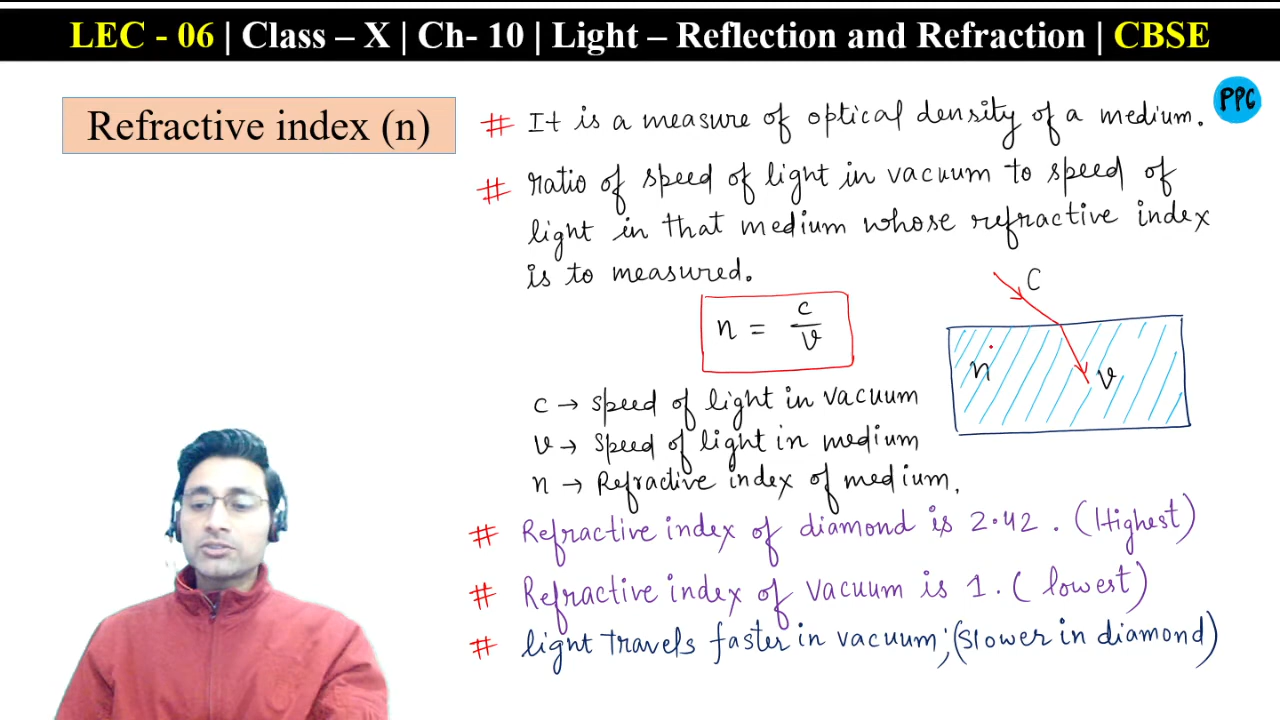 LEC - 06 | Class – X | Ch- 10 | Light – Reflection and Refraction | CBSE
PPC
Refractive index (n)
# It is a measure of optical density of a medium.
# ratio of speed of light in vacuum to speed of
light in that medium whose refractive index
is to measured.
n = c/v
C
n
v
c → speed of light in vacuum
v → speed of light in medium
n → Refractive index of medium.
# Refractive index of diamond is 2.42. (Highest)
# Refractive index of vacuum is 1. (lowest)
# light travels faster in vacuum; (slower in diamond)